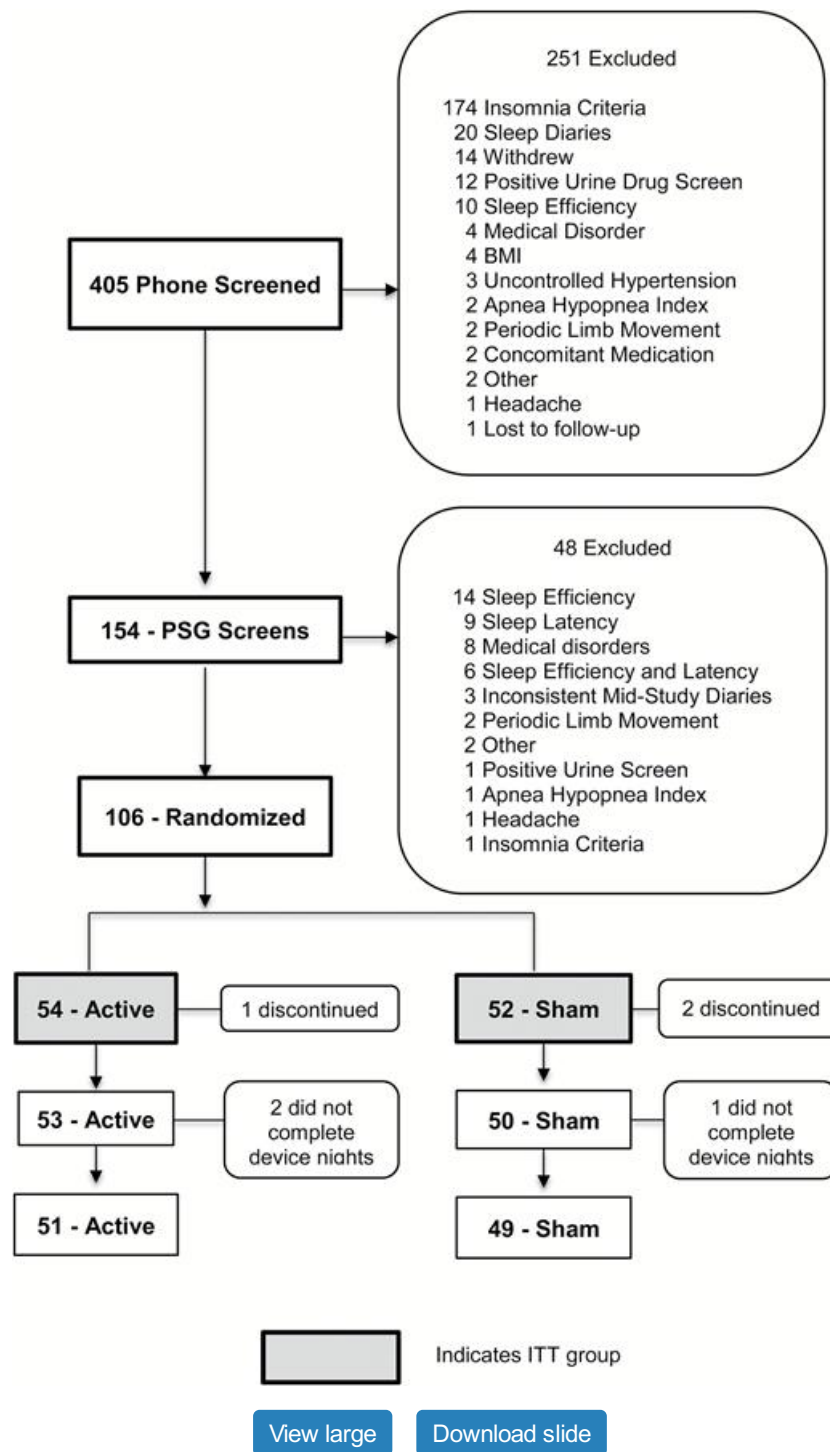 251 Excluded
174 Insomnia Criteria
20 Sleep Diaries
14 Withdrew
12 Positive Urine Drug Screen
10 Sleep Efficiency
4 Medical Disorder
4 BMI
3 Uncontrolled Hypertension
2 Apnea Hypopnea Index
2 Periodic Limb Movement
2 Concomitant Medication
2 Other
1 Headache
1 Lost to follow-up
405 Phone Screened
48 Excluded
14 Sleep Efficiency
9 Sleep Latency
8 Medical disorders
6 Sleep Efficiency and Latency
3 Inconsistent Mid-Study Diaries
2 Periodic Limb Movement
2 Other
1 Positive Urine Screen
1 Apnea Hypopnea Index
1 Headache
1 Insomnia Criteria
154 - PSG Screens
106 - Randomized
54 - Active
1 discontinued
52 - Sham
2 discontinued
53 - Active
2 did not
complete
device nights
50 - Sham
1 did not
complete
device nights
51 - Active
49 - Sham
Indicates ITT group
View large
Download slide